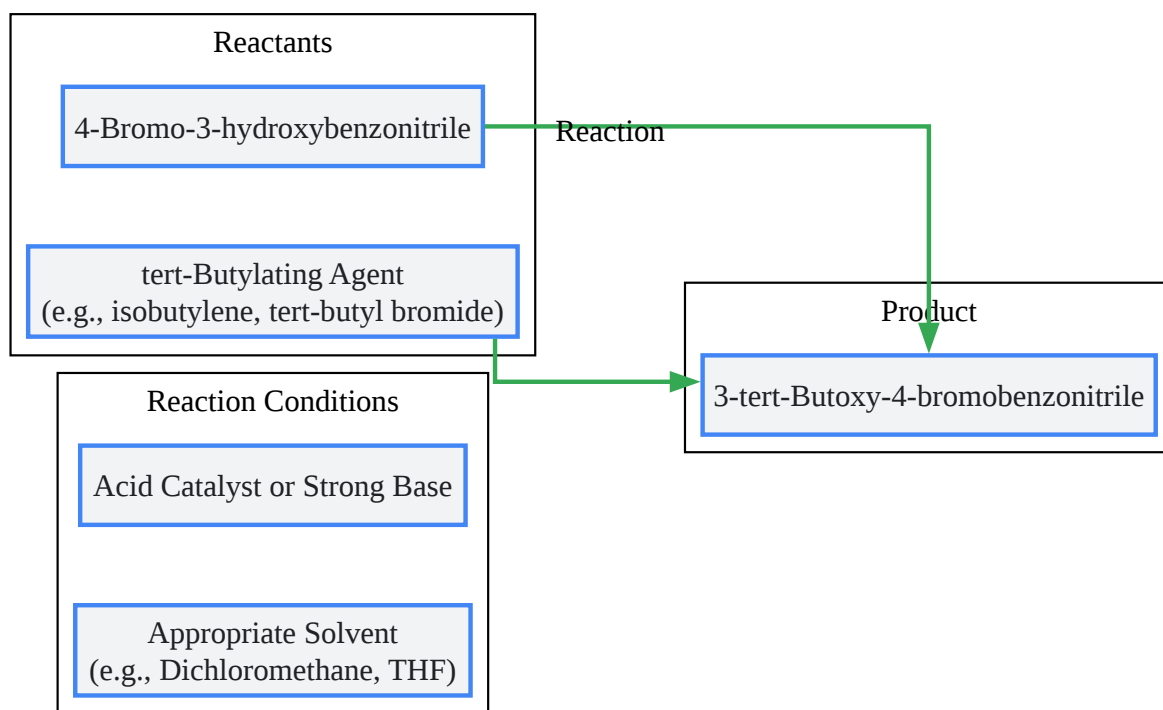 Reactants
4-Bromo-3-hydroxybenzonitrile
Reaction
tert-Butylating Agent
(e.g., isobutylene, tert-butyl bromide)
Product
3-tert-Butoxy-4-bromobenzonitrile
Reaction Conditions
Acid Catalyst or Strong Base
Appropriate Solvent
(e.g., Dichloromethane, THF)